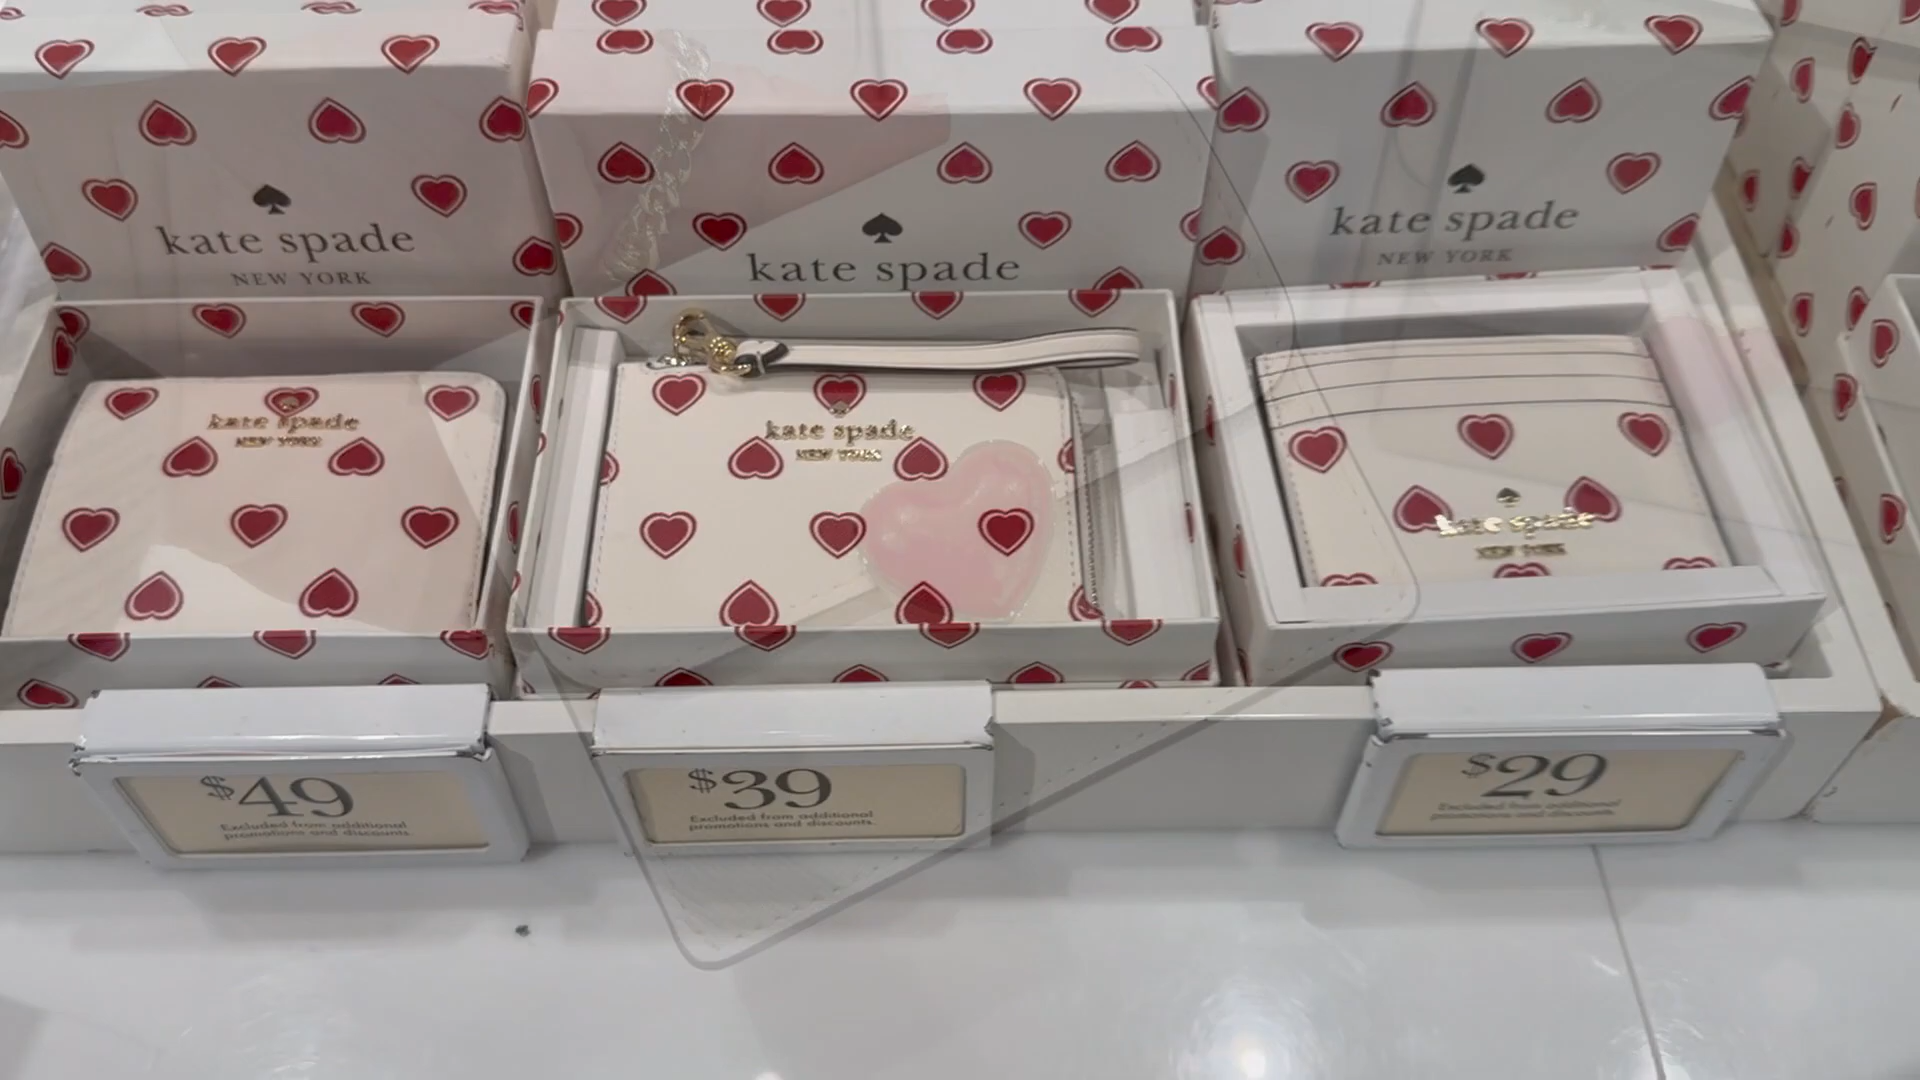 kate spade
NEW YORK
kate spade
kate spade
NEW YORK
kate spade
NEW YORK
kate spade
NEW YORK
kate spade
NEW YORK
$49
Excluded from additional
promotions and discounts.
$39
Excluded from additional
promotions and discounts.
$29
Excluded from additional
promotions and discounts.